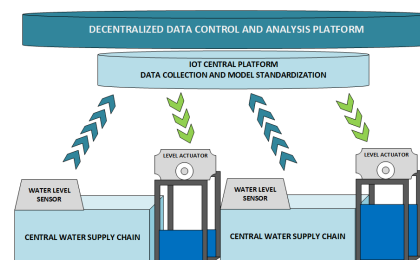 DECENTRALIZED DATA CONTROL AND ANALYSIS PLATFORM
IOT CENTRAL PLATFORM
DATA COLLECTION AND MODEL STANDARDIZATION
LEVEL ACTUATOR
LEVEL ACTUATOR
WATER LEVEL
SENSOR
WATER LEVEL
SENSOR
CENTRAL WATER SUPPLY CHAIN
CENTRAL WATER SUPPLY CHAIN